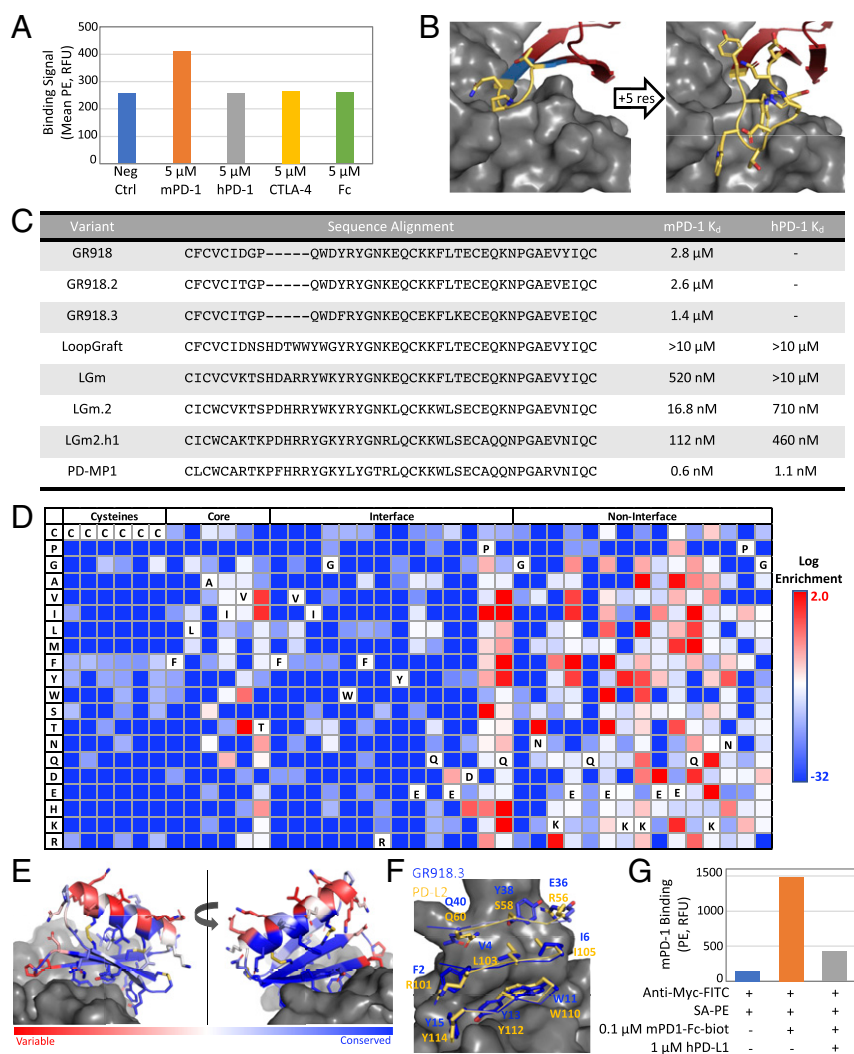 A
Binding Signal
(Mean PE, RFU)
500
400
300
200
100
0
Neg Ctrl
5 µM mPD-1
5 µM hPD-1
5 µM CTLA-4
5 µM Fc
B
+5 res
C
Variant Sequence Alignment mPD-1 Kd hPD-1 Kd
GR918 CFCVCIDGP-----QWDYRYGNKEQCKKFLTECEQKNPGAEVYIQC 2.8 µM -
GR918.2 CFCVCITGP-----QWDYRYGNKEQCKKFLTECEQKNPGAEVEIQC 2.6 µM -
GR918.3 CFCVCITGP-----QWDFRYGNKEQCKKFLKECEQKNPGAEVEIQC 1.4 µM -
LoopGraft CFCVCIDNSHDTWWYWGYRYGNKEQCKKFLTECEQKNPGAEVYIQC >10 µM >10 µM
LGm CICVCVKTSHDARRYWKYRYGNKEQCKKFLTECEQKNPGAEVYIQC 520 nM >10 µM
LGm.2 CICWCVKTSPDHRRYWKYRYGNKLQCKKWLSECEQKNPGAEVNIQC 16.8 nM 710 nM
LGm2.h1 CICWCAKTKPDHRRYGKYRYGNRLQCKKWLSECAQQNPGAEVNIQC 112 nM 460 nM
PD-MP1 CLCWCARTKPFHRRYGKYLYGTRLQCKKWLSECAQQNPGARVNIQC 0.6 nM 1.1 nM
D
Cysteines Core Interface Non-Interface
C C C C C C C
P P P
G G G G
A A
V V V
I I I
L L
M
F F F F
Y Y
W W
S
T T
N N N
Q Q Q Q Q
D D
E E E E E E E
H
K K K K K
R R
Log Enrichment
2.0
-32
E
Variable Conserved
F
GR918.3
PD-L2
Y38
S58
E36
R56
Q40
Q60
I6
I105
V4
L103
F2
R101
W11
W110
Y15
Y114
Y13
Y112
G
mPD-1 Binding
(PE, RFU)
1500
1000
500
0
Anti-Myc-FITC + + +
SA-PE + + +
0.1 µM mPD1-Fc-biot - + +
1 µM hPD-L1 - - +